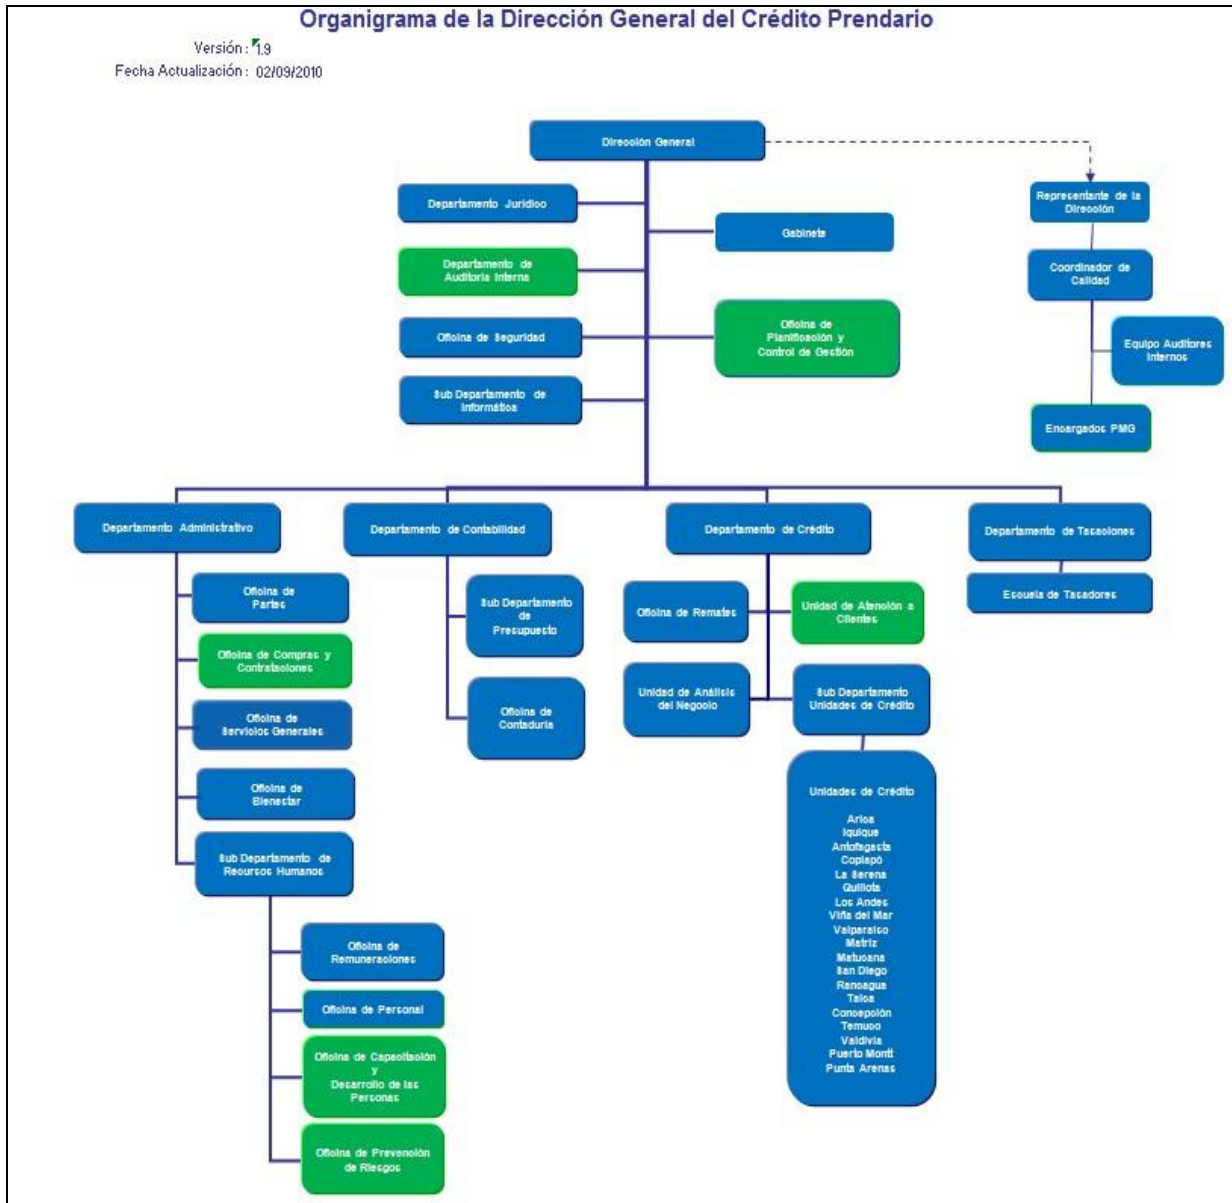 Organigrama de la Dirección General del Crédito Prendario
Versión : 1.9
Fecha Actualización : 02/09/2010
Dirección General
Departamento Jurídico
Gabinete
Departamento de
Auditoria Interna
Oficina de Seguridad
Oficina de
Planificación y
Control de Gestión
Sub Departamento de
Informática
Representante de la
Dirección
Coordinador de
Calidad
Equipo Auditores
Internos
Encargados PMG
Departamento Administrativo
Departamento de Contabilidad
Departamento de Crédito
Departamento de Tasaciones
Oficina de
Partes
Oficina de Compras y
Contrataciones
Oficina de
Servicios Generales
Oficina de
Bienestar
Sub Departamento de
Recursos Humanos
Oficina de
Remuneraciones
Oficina de Personal
Oficina de Capacitación
y
Desarrollo de las
Personas
Oficina de Prevención
de Riesgos
Sub Departamento
de
Presupuesto
Oficina de
Contaduría
Oficina de Remates
Unidad de Atención a
Clientes
Unidad de Análisis
del Negocio
Sub Departamento
Unidades de Crédito
Unidades de Crédito
Arica
Iquique
Antofagasta
Copiapó
La Serena
Quillota
Los Andes
Viña del Mar
Valparaíso
Matriz
Matucana
San Diego
Rancagua
Talca
Concepción
Temuco
Valdivia
Puerto Montt
Punta Arenas
Escuela de Tasadores